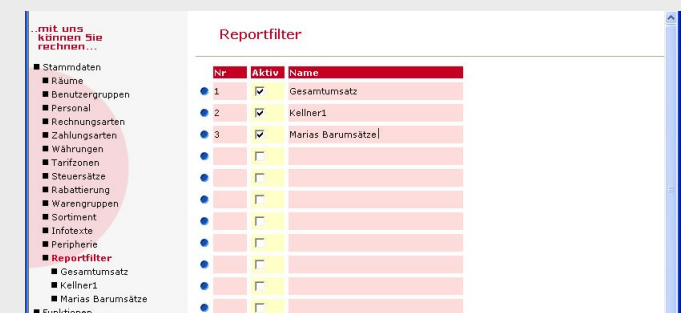 ..mit uns
können Sie
rechnen...
Reportfilter
Stammdaten
Räume
Benutzergruppen
Personal
Rechnungsarten
Zahlungsarten
Währungen
Tarifzonen
Steuersätze
Rabattierung
Warengruppen
Sortiment
Infotexte
Peripherie
Reportfilter
Gesamtumsatz
Kellner1
Marias Barumsätze
Funktionen
Nr Aktiv Name
1 Gesamtumsatz
2 Kellner1
3 Marias Barumsätze